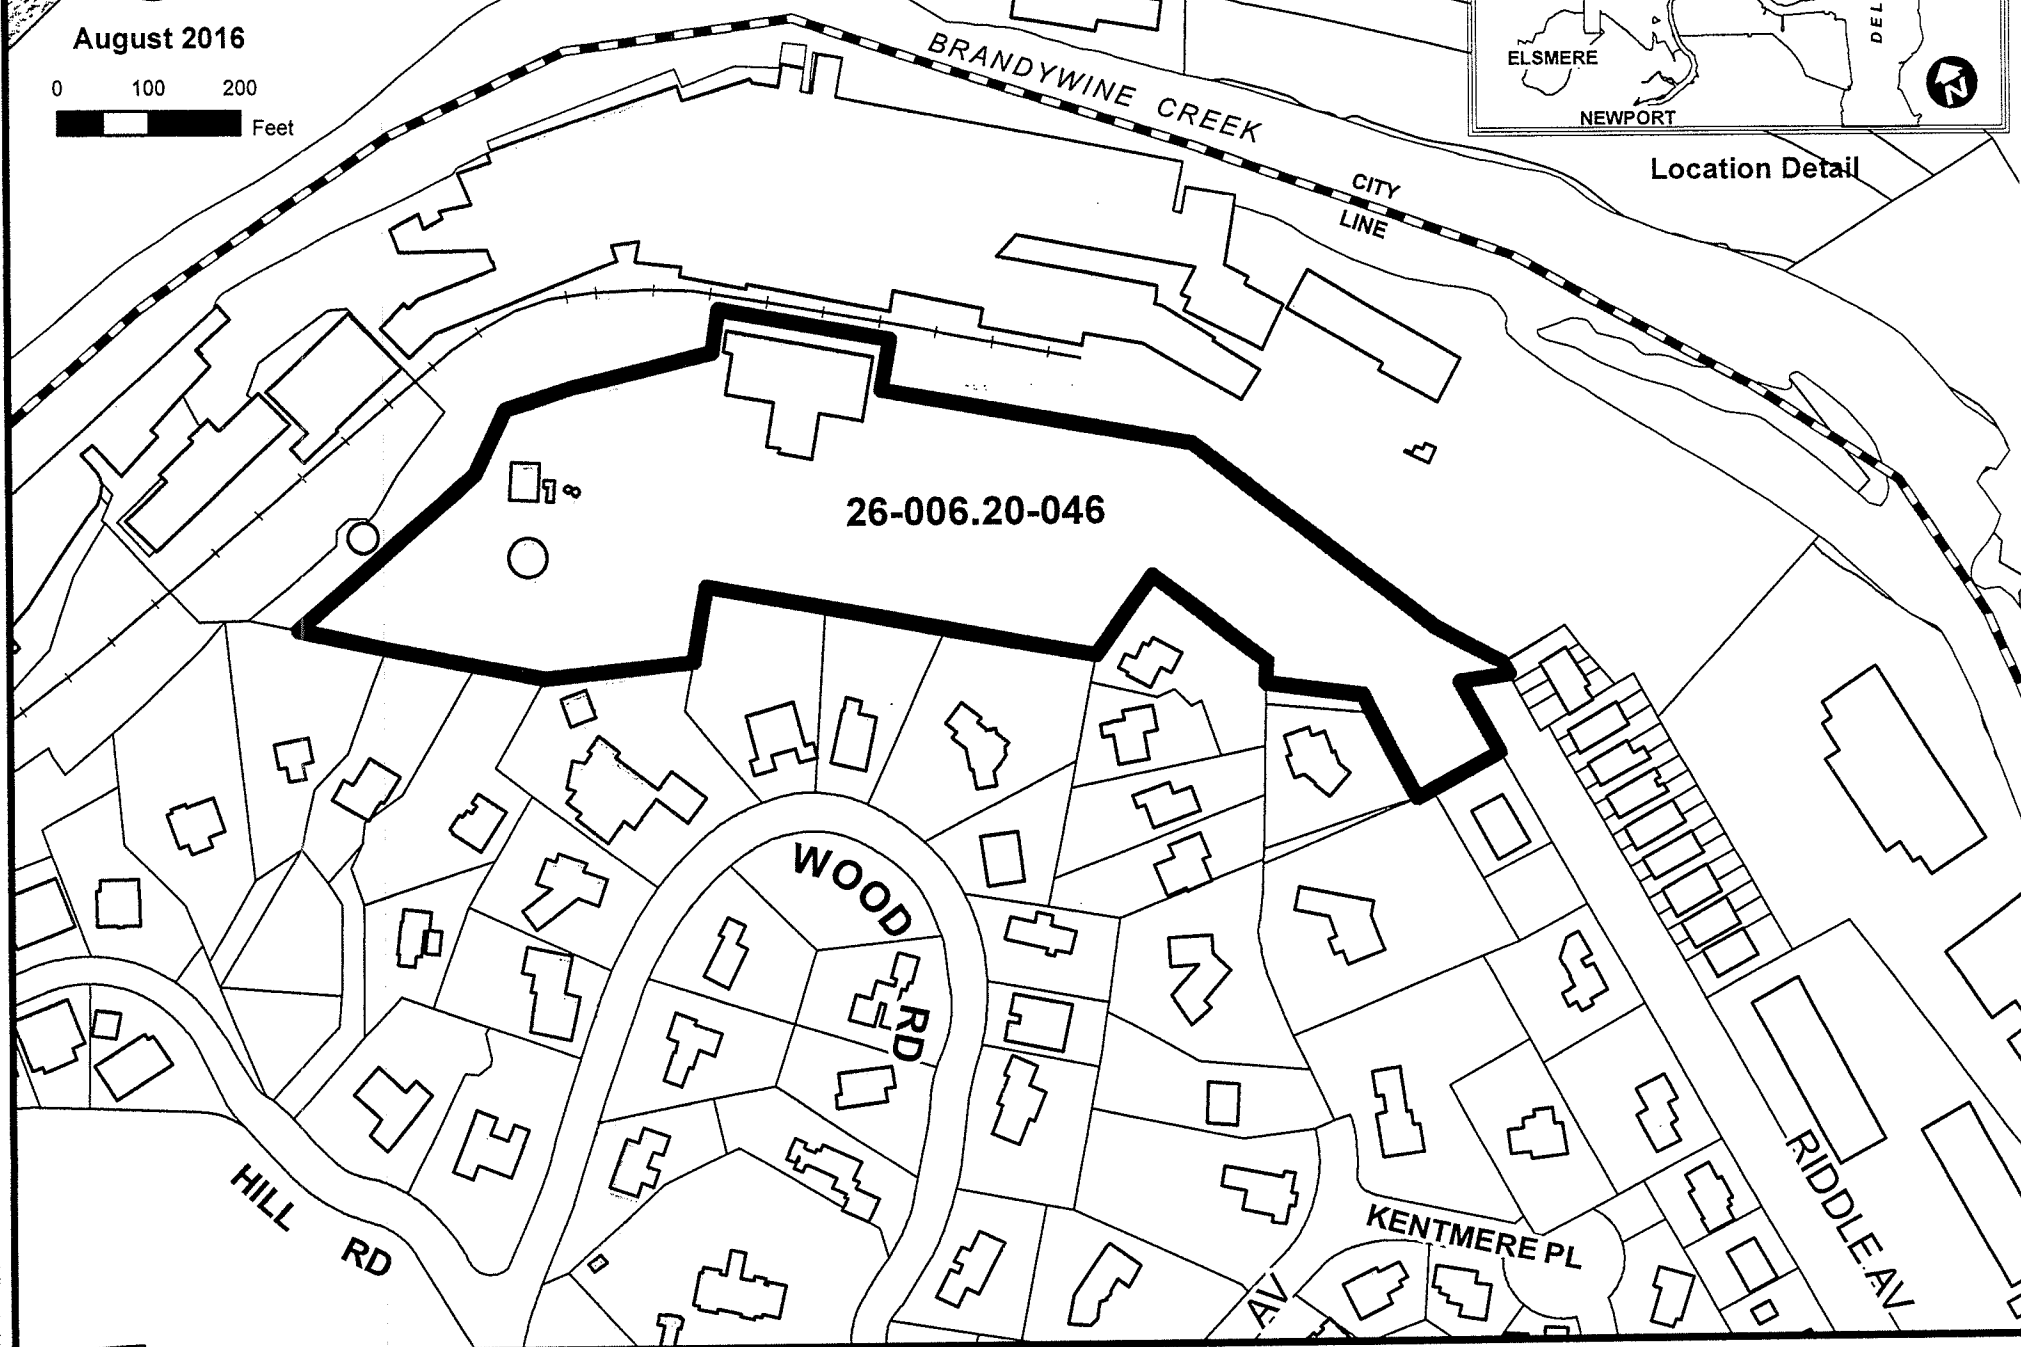 August 2016
0 100 200
Feet
BRANDYWINE CREEK
CITY
LINE
ELSMERE
NEWPORT
DEL
N
Location Detail
26-006.20-046
WOOD
RD
HILL
RD
KENTMERE PL
AV
RIDDLE AV